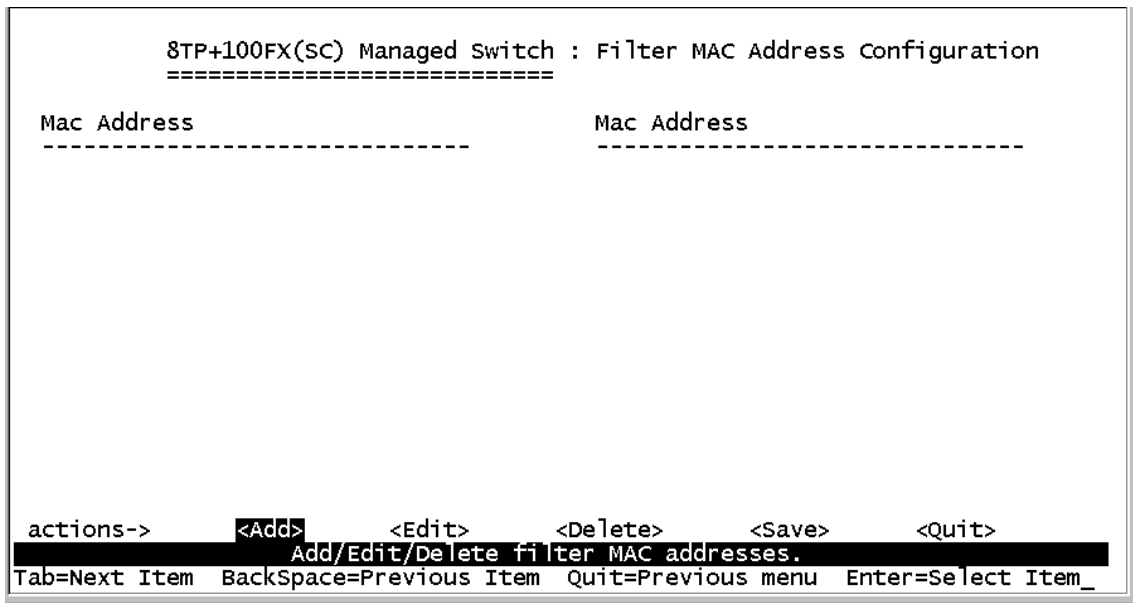 8TP+100FX(SC) Managed Switch : Filter MAC Address Configuration
============================
Mac Address Mac Address
------------------------------- -------------------------------
actions-> <Add> <Edit> <Delete> <Save> <Quit>
Add/Edit/Delete filter MAC addresses.
Tab=Next Item BackSpace=Previous Item Quit=Previous menu Enter=Select Item_